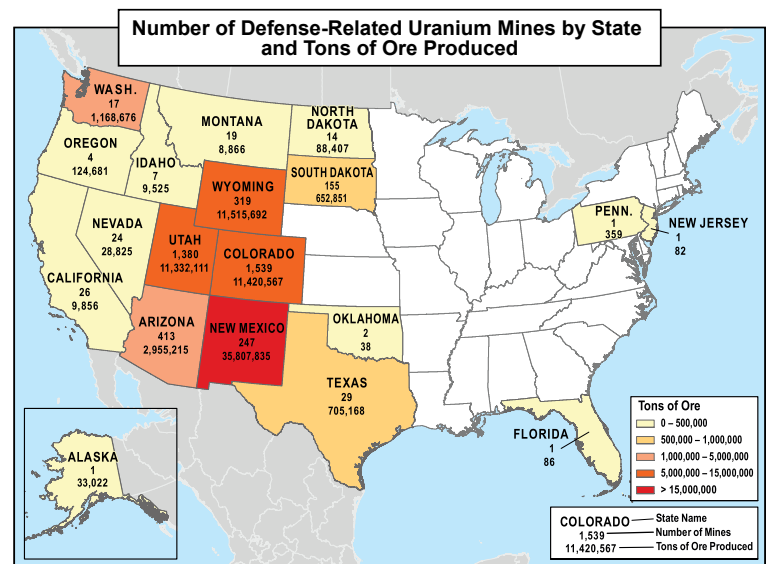 Number of Defense-Related Uranium Mines by State
and Tons of Ore Produced
WASH.
17
1,168,676
OREGON
4
124,681
IDAHO
7
9,525
MONTANA
19
8,866
NORTH
DAKOTA
14
88,407
SOUTH DAKOTA
155
652,851
WYOMING
319
11,515,692
NEVADA
24
28,825
UTAH
1,380
11,332,111
COLORADO
1,539
11,420,567
CALIFORNIA
26
9,856
ARIZONA
413
2,955,215
NEW MEXICO
247
35,807,835
OKLAHOMA
2
38
TEXAS
29
705,168
PENN.
1
359
NEW JERSEY
1
82
FLORIDA
1
86
ALASKA
1
33,022
Tons of Ore
0 – 500,000
500,000 – 1,000,000
1,000,000 – 5,000,000
5,000,000 – 15,000,000
> 15,000,000
COLORADO State Name
1,539 Number of Mines
11,420,567 Tons of Ore Produced